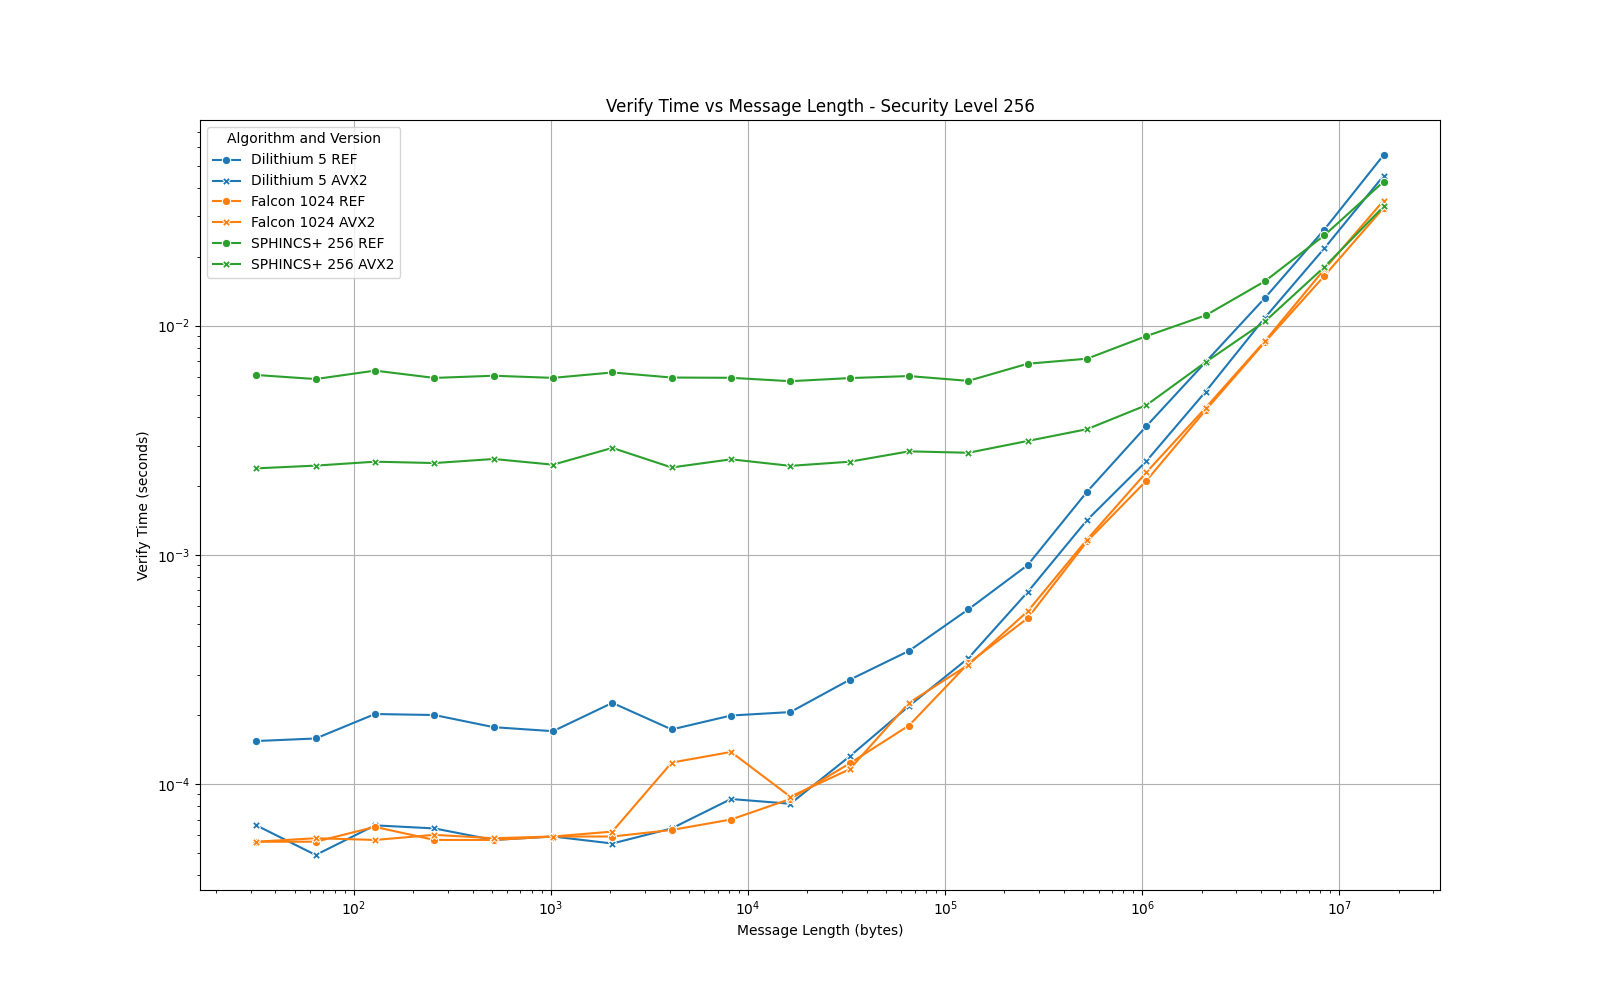 Verify Time vs Message Length - Security Level 256
Algorithm and Version
Dilithium 5 REF
Dilithium 5 AVX2
Falcon 1024 REF
Falcon 1024 AVX2
SPHINCS+ 256 REF
SPHINCS+ 256 AVX2
Verify Time (seconds)
10⁻²
10⁻³
10⁻⁴
10²
10³
10⁴
10⁵
10⁶
10⁷
Message Length (bytes)